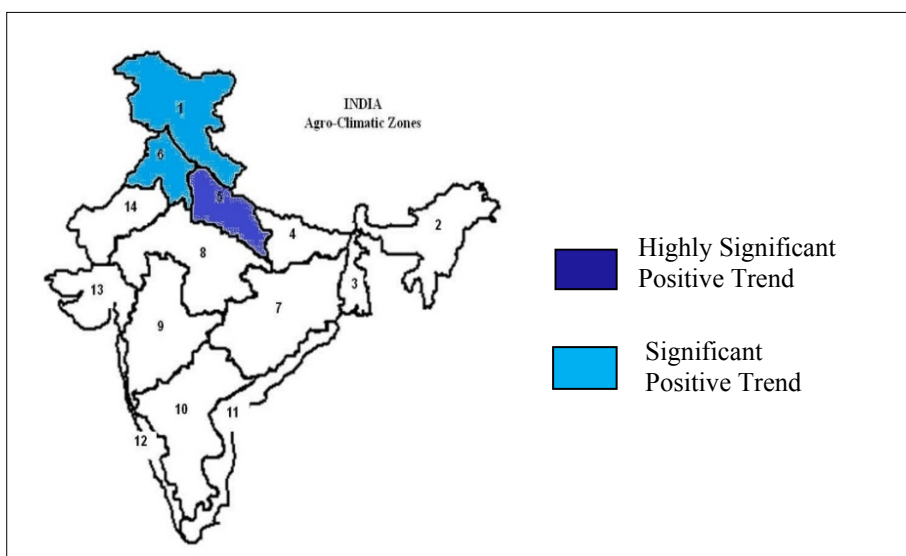 INDIA
Agro-Climatic Zones
1
6
5
14
4
2
8
13
3
7
9
10
11
12
Highly Significant
Positive Trend
Significant
Positive Trend